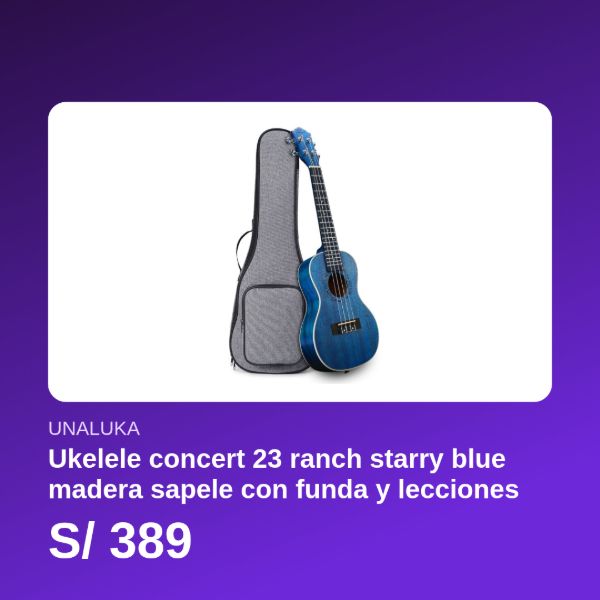 UNALUKA
Ukelele concert 23 ranch starry blue
madera sapele con funda y lecciones
S/ 389